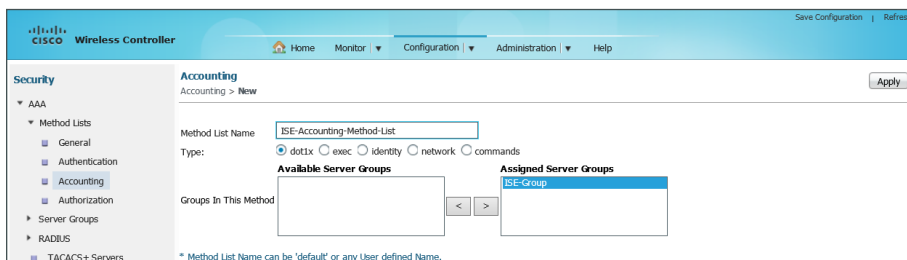 Save Configuration | Refres
CISCO Wireless Controller
Home Monitor Configuration Administration Help
Security
AAA
Method Lists
General
Authentication
Accounting
Authorization
Server Groups
RADIUS
TACACS+ Servers
Accounting
Accounting > New
Apply
Method List Name ISE-Accounting-Method-List
Type: dot1x exec identity network commands
Available Server Groups Assigned Server Groups
ISE-Group
Groups In This Method < >
* Method List Name can be 'default' or any User defined Name.